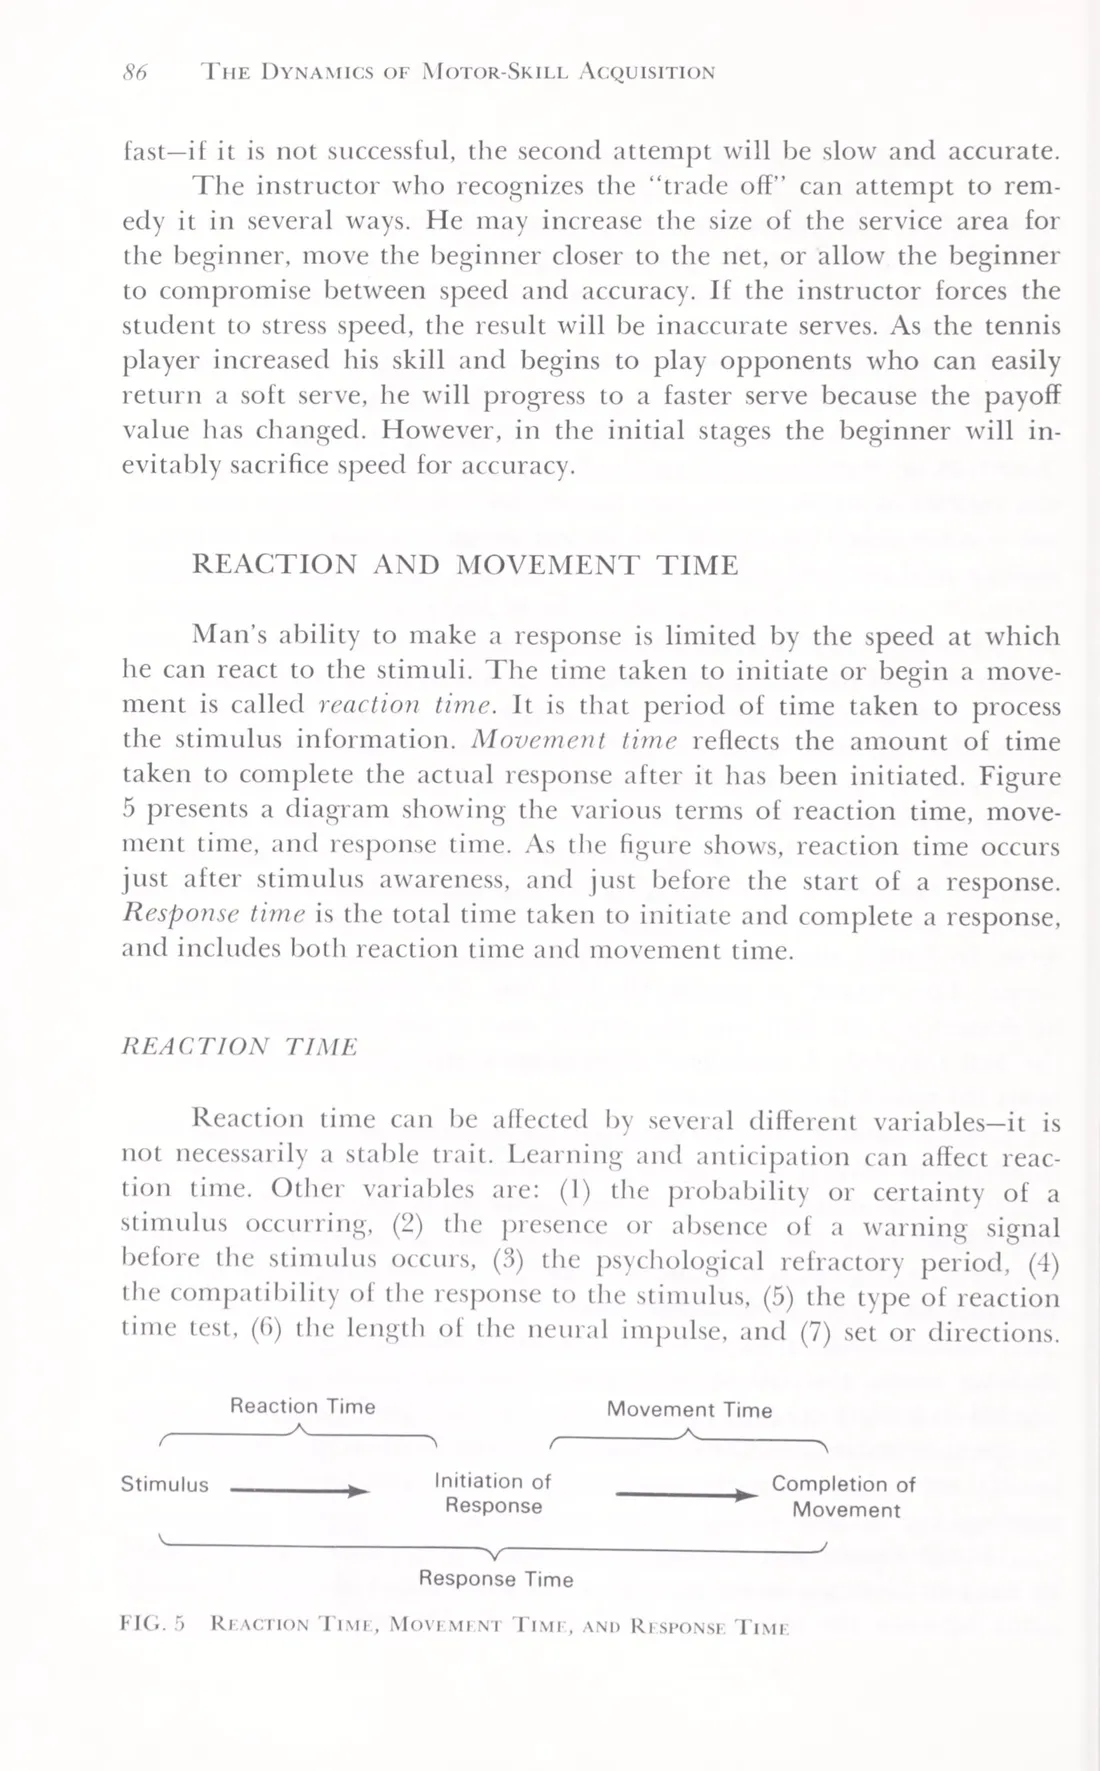 86 The Dynamics of Motor-Skill Acquisition
fast—if it is not successful, the second attempt will be slow and accurate.
The instructor who recognizes the “trade off” can attempt to rem-
edy it in several ways. He may increase the size of the service area for
the beginner, move the beginner closer to the net, or allow the beginner
to compromise between speed and accuracy. If the instructor forces the
student to stress speed, the result will be inaccurate serves. As the tennis
player increased his skill and begins to play opponents who can easily
return a soft serve, he will progress to a faster serve because the payoff
value has changed. However, in the initial stages the beginner will in-
evitably sacrifice speed for accuracy.
REACTION AND MOVEMENT TIME
Man’s ability to make a response is limited by the speed at which
he can react to the stimuli. The time taken to initiate or begin a move-
ment is called reaction time. It is that period of time taken to process
the stimulus information. Movement time reflects the amount of time
taken to complete the actual response after it has been initiated. Figure
5 presents a diagram showing the various terms of reaction time, move-
ment time, and response time. As the figure shows, reaction time occurs
just after stimulus awareness, and just before the start of a response.
Response time is the total time taken to initiate and complete a response,
and includes both reaction time and movement time.
REACTION TIME
Reaction time can be affected by several different variables—it is
not necessarily a stable trait. Learning and anticipation can affect reac-
tion time. Other variables are: (1) the probability or certainty of a
stimulus occurring, (2) the presence or absence of a warning signal
before the stimulus occurs, (3) the psychological refractory period, (4)
the compatibility of the response to the stimulus, (5) the type of reaction
time test, (6) the length of the neural impulse, and (7) set or directions.
Reaction Time
Movement Time
Stimulus
Initiation of
Response
Completion of
Movement
Response Time
FIG. 5 Reaction Time, Movement Time, and Response Time